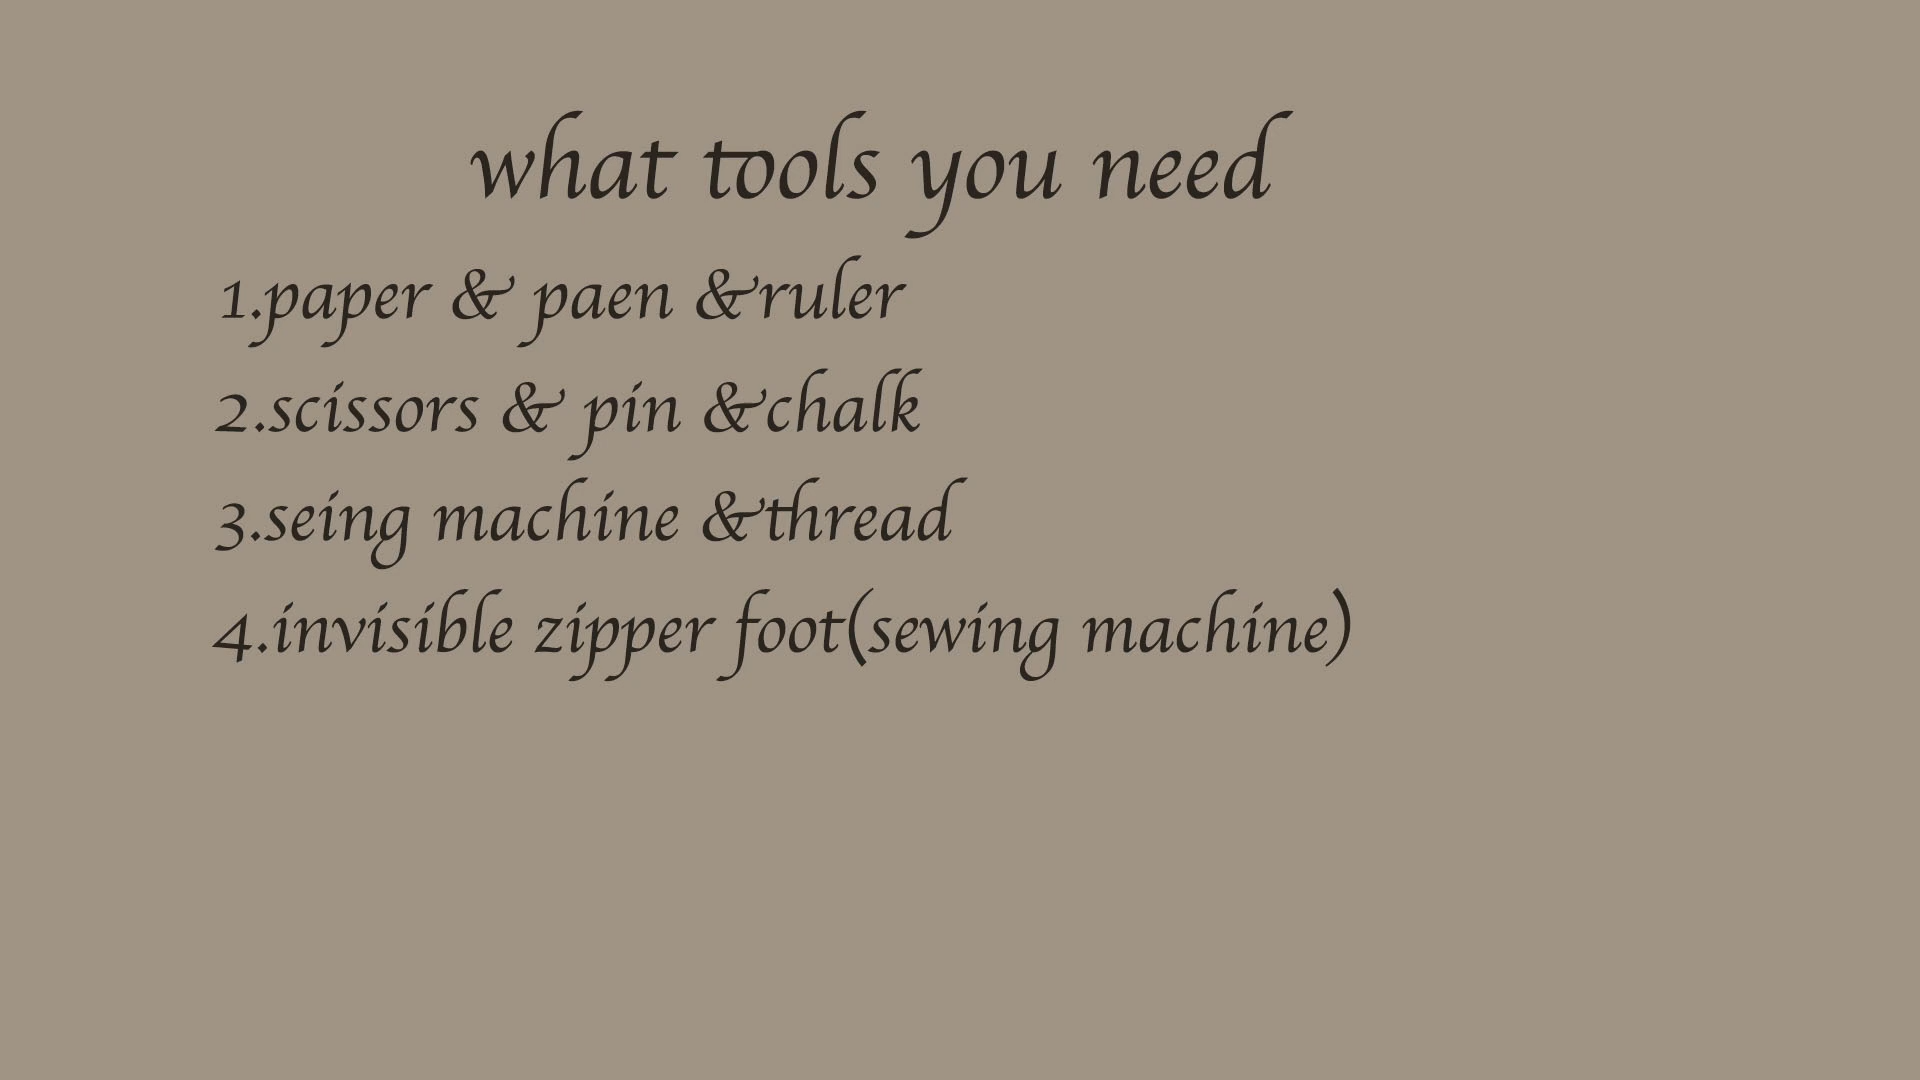 what tools you need
1.paper & paen &ruler
2.scissors & pin &chalk
3.seing machine &thread
4.invisible zipper foot(sewing machine)